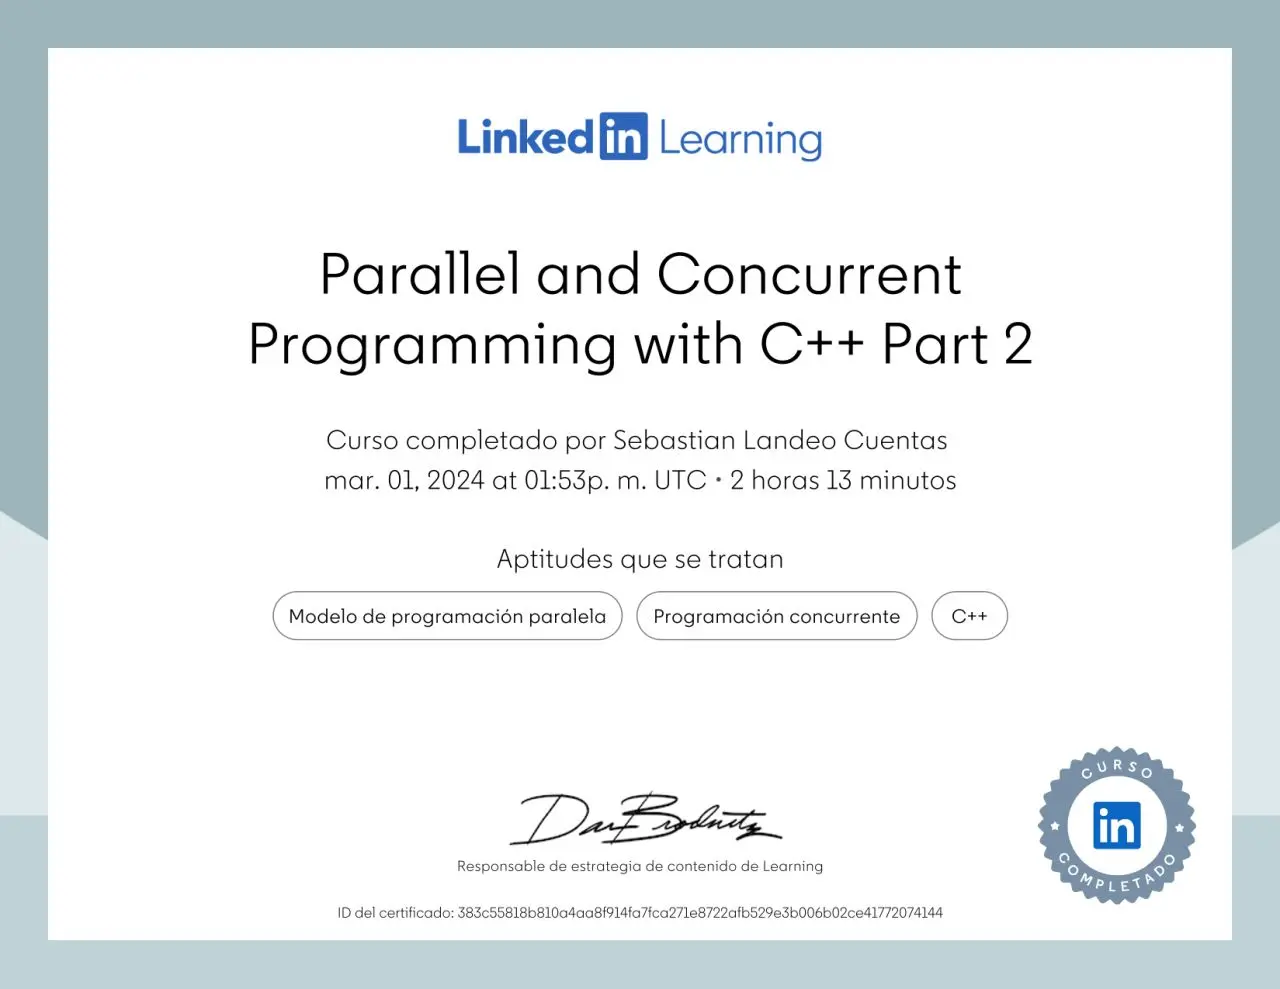 LinkedIn Learning
Parallel and Concurrent
Programming with C++ Part 2
Curso completado por Sebastian Landeo Cuentas
mar. 01, 2024 at 01:53p. m. UTC • 2 horas 13 minutos
Aptitudes que se tratan
Modelo de programación paralela
Programación concurrente
C++
Dan Brodnitz
Responsable de estrategia de contenido de Learning
ID del certificado: 383c55818b810a4aa8f914fa7fca271e8722afb529e3b006b02ce41772074144
CURSO
in
COMPLETADO